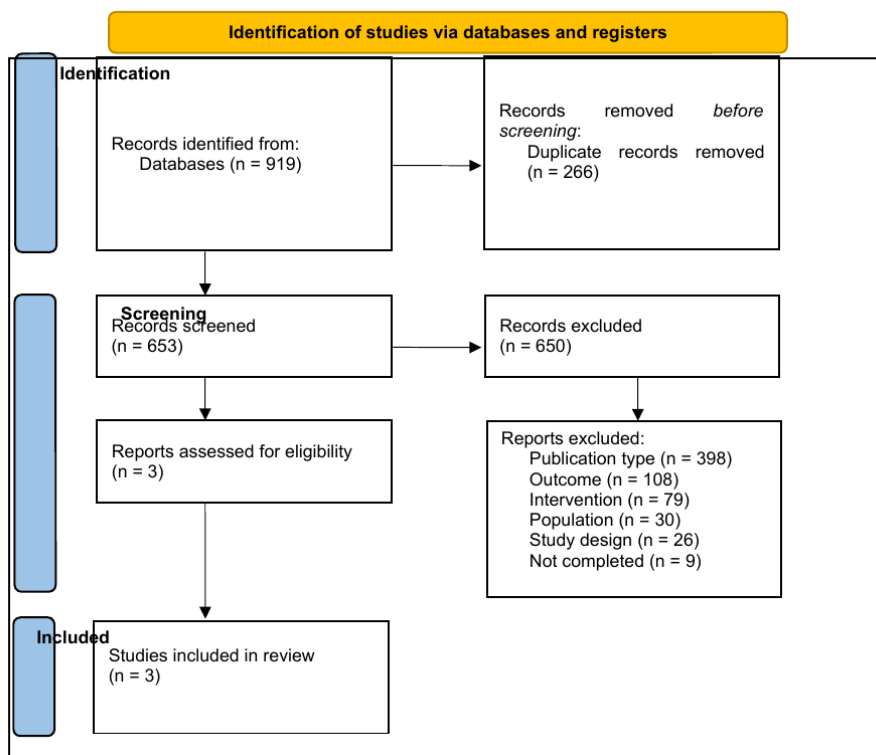 Identification of studies via databases and registers
Identification
Records identified from:
Databases (n = 919)
Records removed before
screening:
Duplicate records removed
(n = 266)
Screening
Records screened
(n = 653)
Records excluded
(n = 650)
Reports assessed for eligibility
(n = 3)
Reports excluded:
Publication type (n = 398)
Outcome (n = 108)
Intervention (n = 79)
Population (n = 30)
Study design (n = 26)
Not completed (n = 9)
Included
Studies included in review
(n = 3)